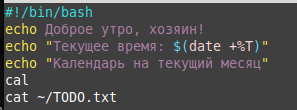 #!/bin/bash
echo Доброе утро, хозяин!
echo "Текущее время: $(date +%T)"
echo "Календарь на текущий месяц"
cal
cat ~/TODO.txt